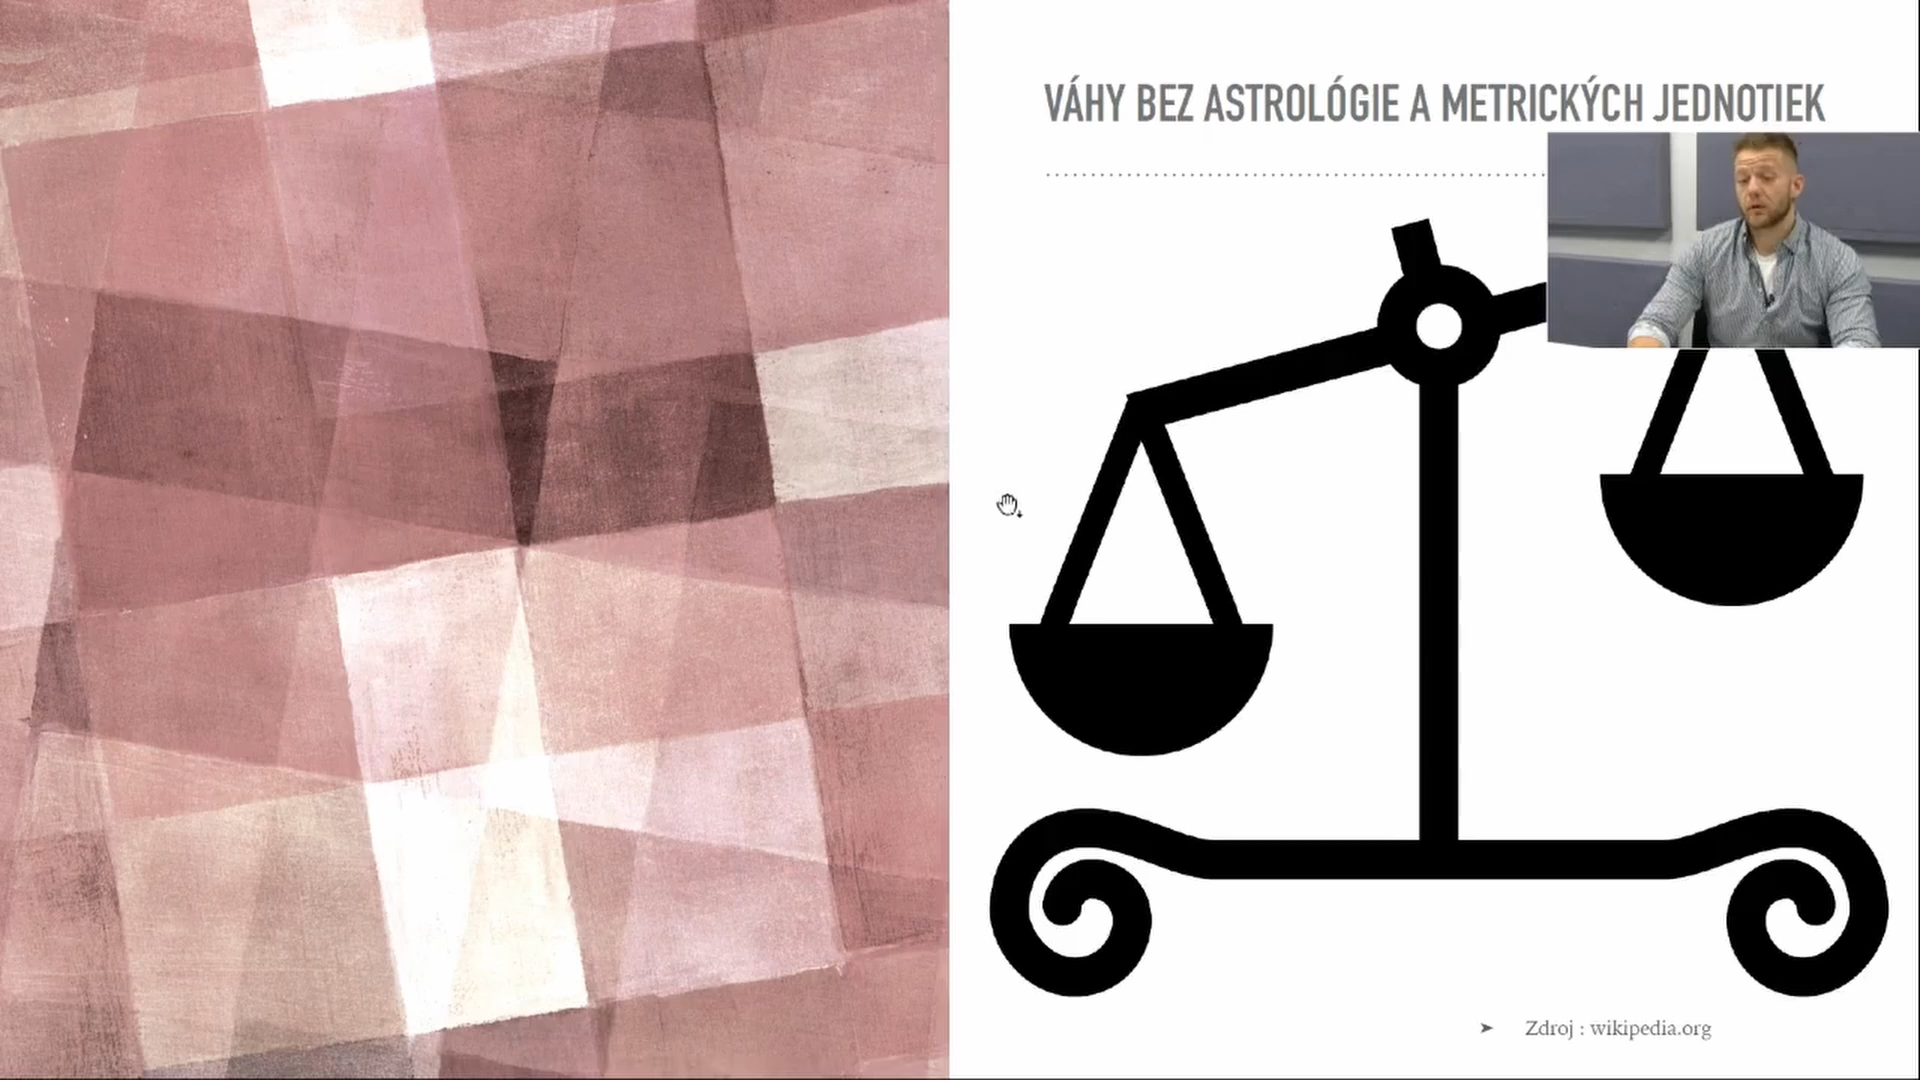 VÁHY BEZ ASTROLÓGIE A METRICKÝCH JEDNOTIEK
➤ Zdroj : wikipedia.org